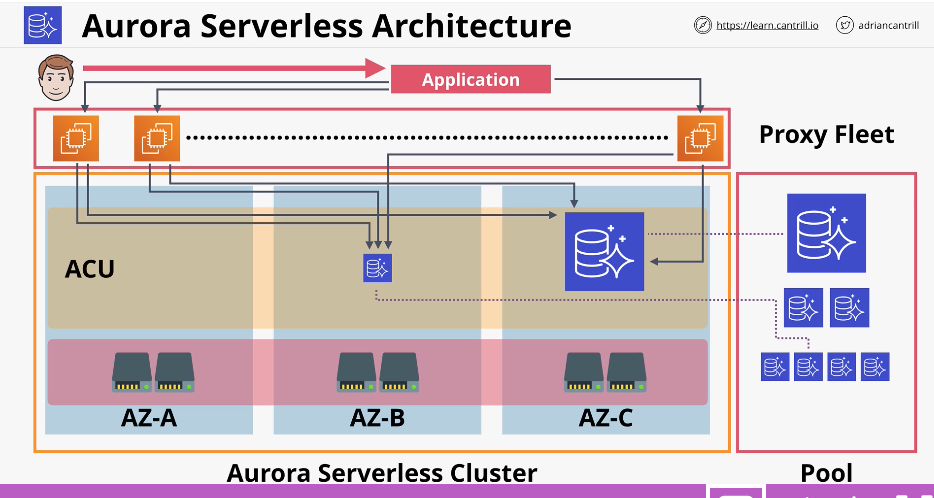 Aurora Serverless Architecture
https://learn.cantrill.io
adriancantrill
Application
Proxy Fleet
ACU
AZ-A
AZ-B
AZ-C
Aurora Serverless Cluster
Pool